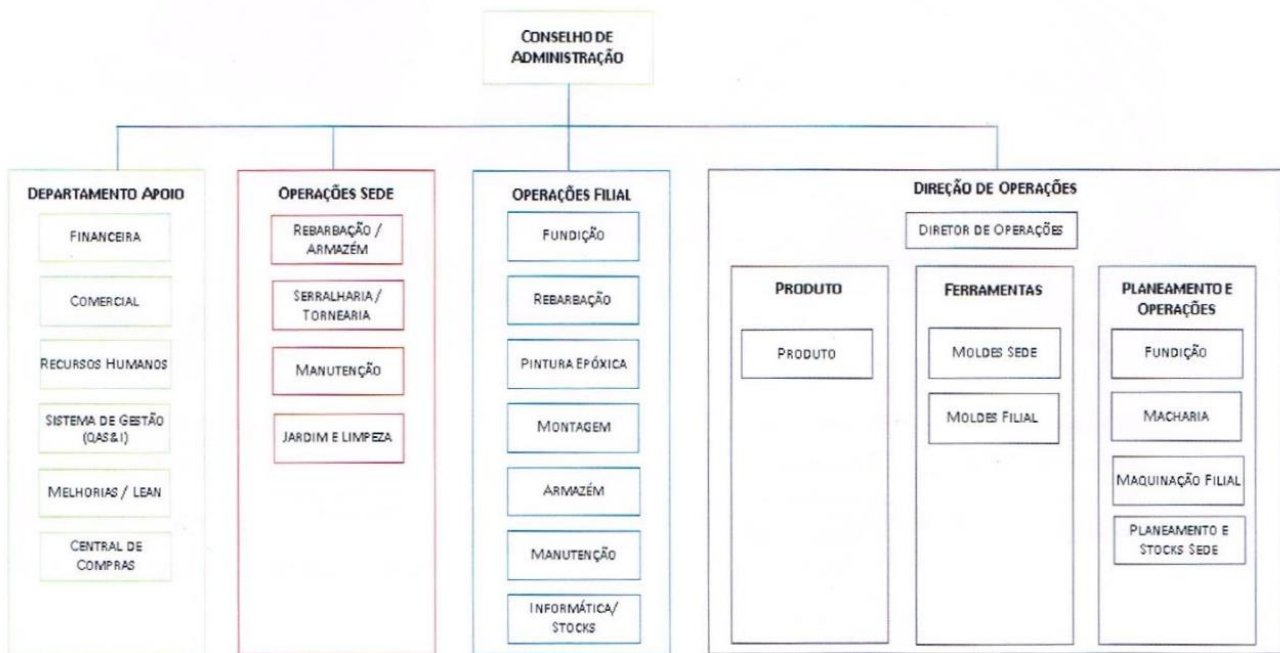 CONSELHO DE
ADMINISTRAÇÃO
DEPARTAMENTO APOIO
FINANCEIRA
COMERCIAL
RECURSOS HUMANOS
SISTEMA DE GESTÃO
(QAS&I)
MELHORIAS / LEAN
CENTRAL DE
COMPRAS
OPERAÇÕES SEDE
REBARBAÇÃO /
ARMAZÉM
SERRALHARIA /
TORNEARIA
MANUTENÇÃO
JARDIM E LIMPEZA
OPERAÇÕES FILIAL
FUNDIÇÃO
REBARBAÇÃO
PINTURA EPÓXICA
MONTAGEM
ARMAZÉM
MANUTENÇÃO
INFORMÁTICA/
STOCKS
DIREÇÃO DE OPERAÇÕES
DIRETOR DE OPERAÇÕES
PRODUTO
PRODUTO
FERRAMENTAS
MOLDES SEDE
MOLDES FILIAL
PLANEAMENTO E
OPERAÇÕES
FUNDIÇÃO
MACHARIA
MAQUINAÇÃO FILIAL
PLANEAMENTO E
STOCKS SEDE